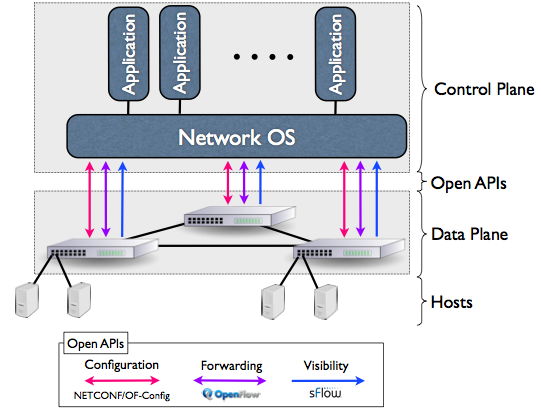 Application
Application
Application
Network OS
Control Plane
Open APIs
Data Plane
Hosts
Open APIs
Configuration
Forwarding
Visibility
NETCONF/OF-Config
OpenFlow
sFlow